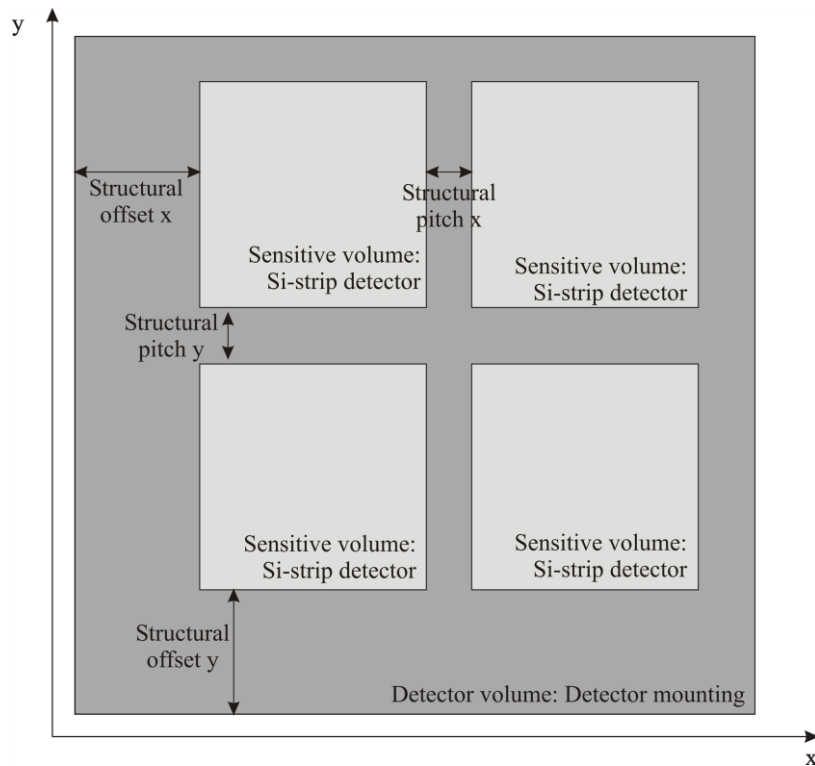 y
Structural
offset x
Structural
pitch x
Sensitive volume:
Si-strip detector
Sensitive volume:
Si-strip detector
Structural
pitch y
Sensitive volume:
Si-strip detector
Sensitive volume:
Si-strip detector
Structural
offset y
Detector volume: Detector mounting
x